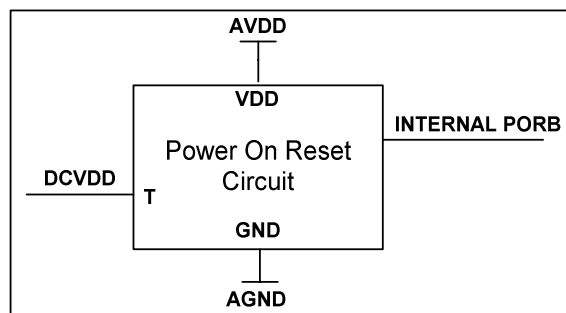 AVDD
VDD
INTERNAL PORB
Power On Reset
Circuit
DCVDD
T
GND
AGND